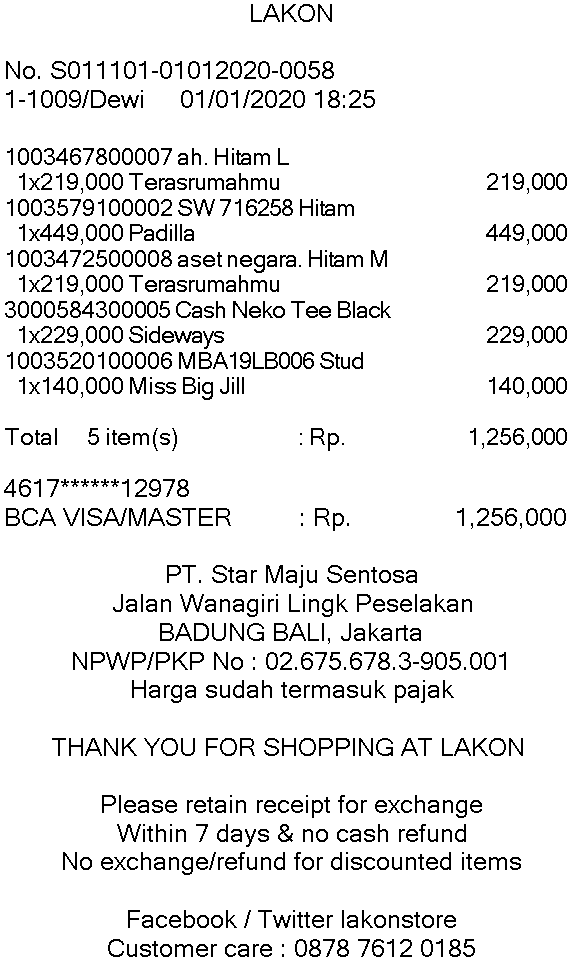 LAKON
No. S011101-01012020-0058
1-1009/Dewi 01/01/2020 18:25
1003467800007 ah. Hitam L
1x219,000 Terasrumahmu 219,000
1003579100002 SW 716258 Hitam
1x449,000 Padilla 449,000
1003472500008 aset negara. Hitam M
1x219,000 Terasrumahmu 219,000
3000584300005 Cash Neko Tee Black
1x229,000 Sideways 229,000
1003520100006 MBA19LB006 Stud
1x140,000 Miss Big Jill 140,000
Total 5 item(s) : Rp. 1,256,000
4617******12978
BCA VISA/MASTER : Rp. 1,256,000
PT. Star Maju Sentosa
Jalan Wanagiri Lingk Peselakan
BADUNG BALI, Jakarta
NPWP/PKP No : 02.675.678.3-905.001
Harga sudah termasuk pajak
THANK YOU FOR SHOPPING AT LAKON
Please retain receipt for exchange
Within 7 days & no cash refund
No exchange/refund for discounted items
Facebook / Twitter lakonstore
Customer care : 0878 7612 0185